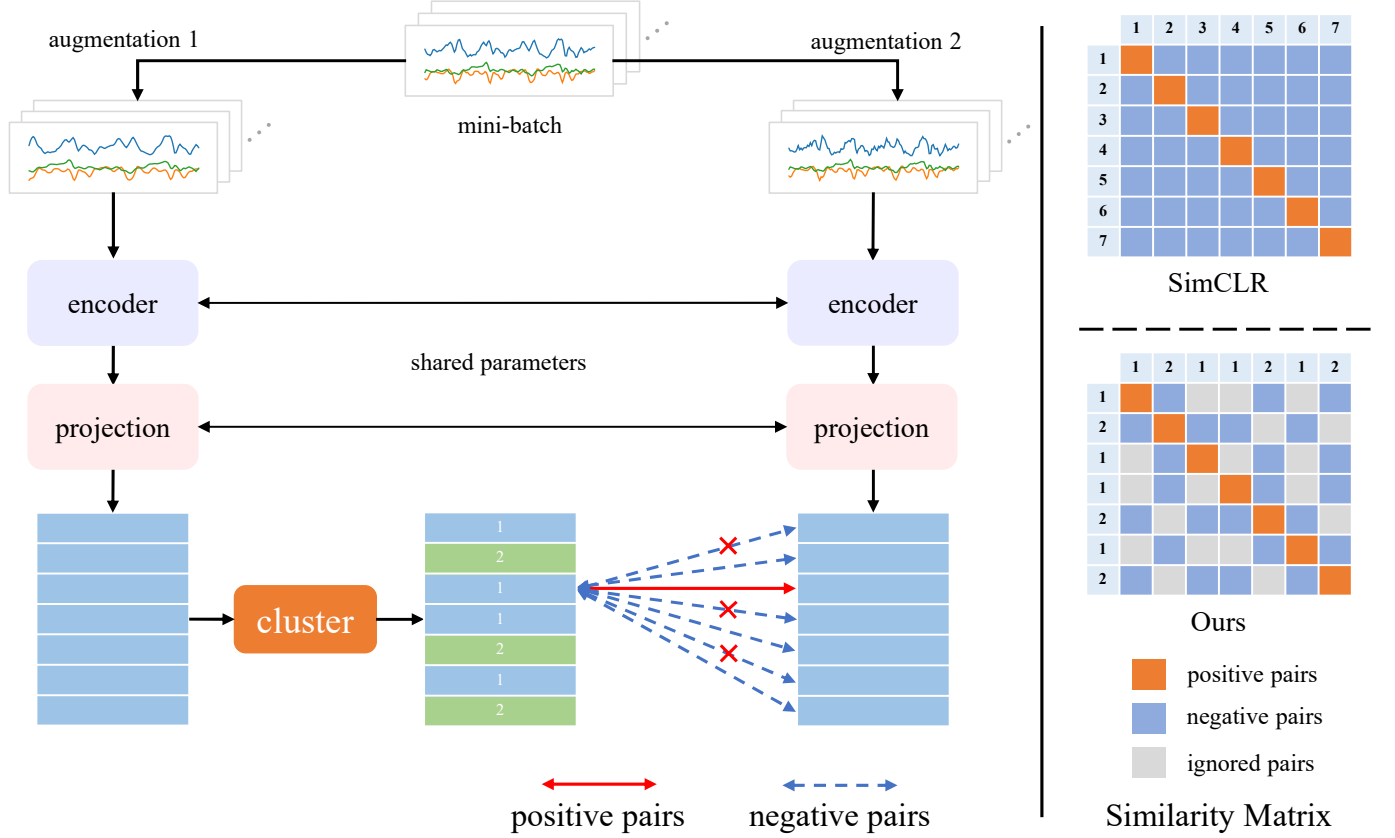 augmentation 1
augmentation 2
mini-batch
encoder
encoder
shared parameters
projection
projection
cluster
1
2
1
1
2
1
2
positive pairs
negative pairs
1 2 3 4 5 6 7
1
2
3
4
5
6
7
SimCLR
1 2 1 1 2 1 2
1
2
1
1
2
1
2
Ours
positive pairs
negative pairs
ignored pairs
Similarity Matrix